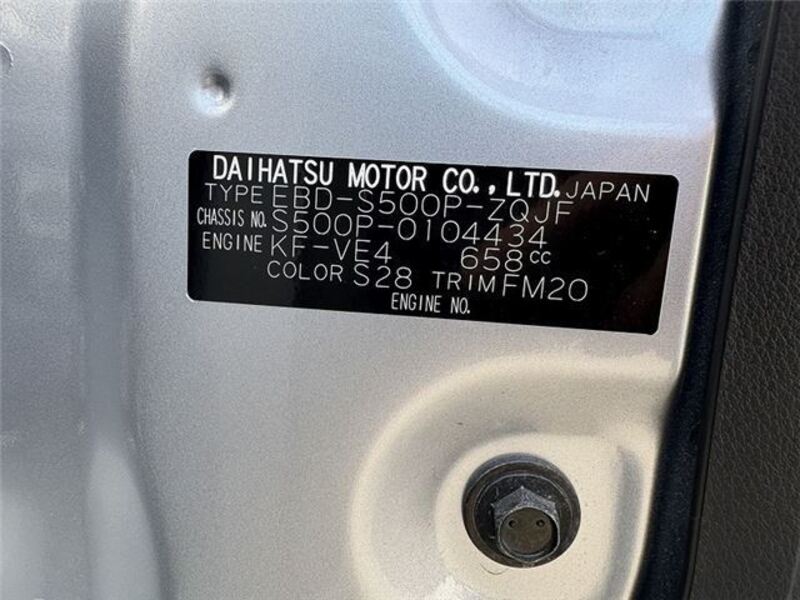 DAIHATSU MOTOR CO., LTD. JAPAN
TYPE EBD-S500P-ZQJF
CHASSIS NO. S500P-0104434
ENGINE KF-VE4 658CC
COLOR S28 TRIM FM20
ENGINE NO.